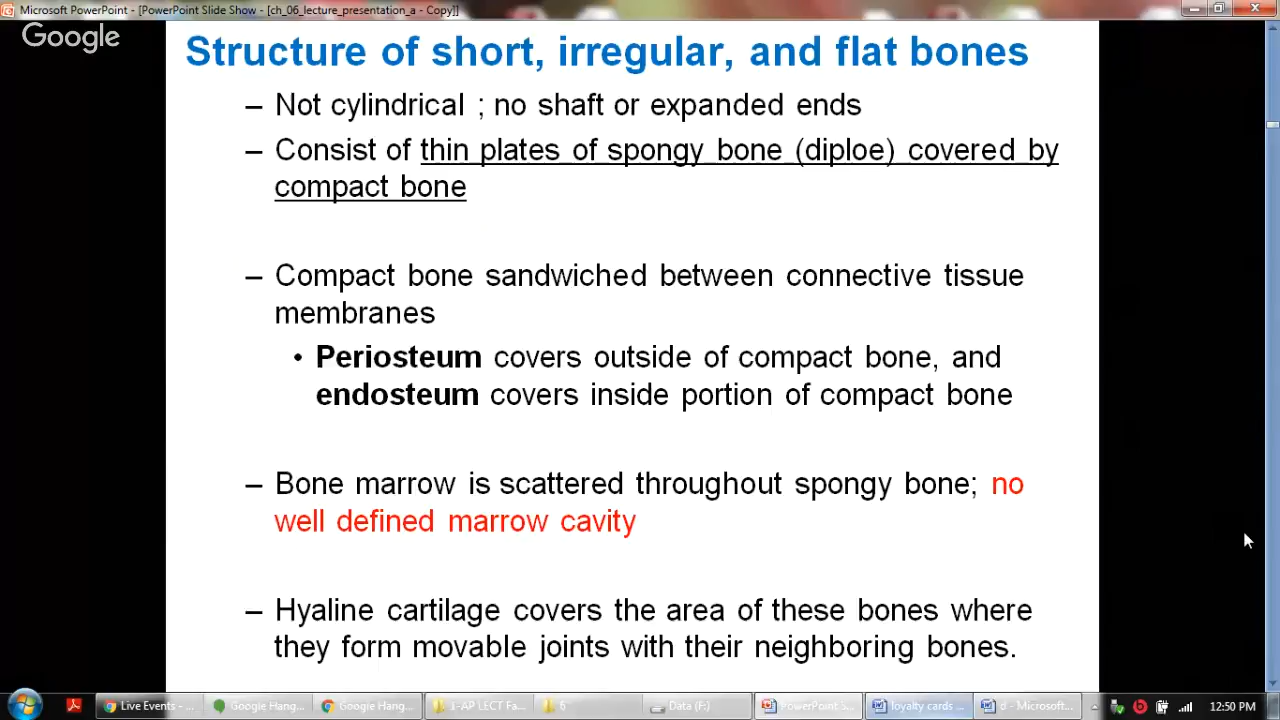 Microsoft PowerPoint - [PowerPoint Slide Show - [ch_06_lecture_presentation_a - Copy]]
Google
Structure of short, irregular, and flat bones
– Not cylindrical ; no shaft or expanded ends
– Consist of thin plates of spongy bone (diploe) covered by
compact bone
– Compact bone sandwiched between connective tissue
membranes
• Periosteum covers outside of compact bone, and
endosteum covers inside portion of compact bone
– Bone marrow is scattered throughout spongy bone; no
well defined marrow cavity
– Hyaline cartilage covers the area of these bones where
they form movable joints with their neighboring bones.
Live Events - ... Google Hang... Google Hang... 1-AP LECT Fa... Data (F:) PowerPoint S... loyalty cards ... d - Microsoft... 12:50 PM